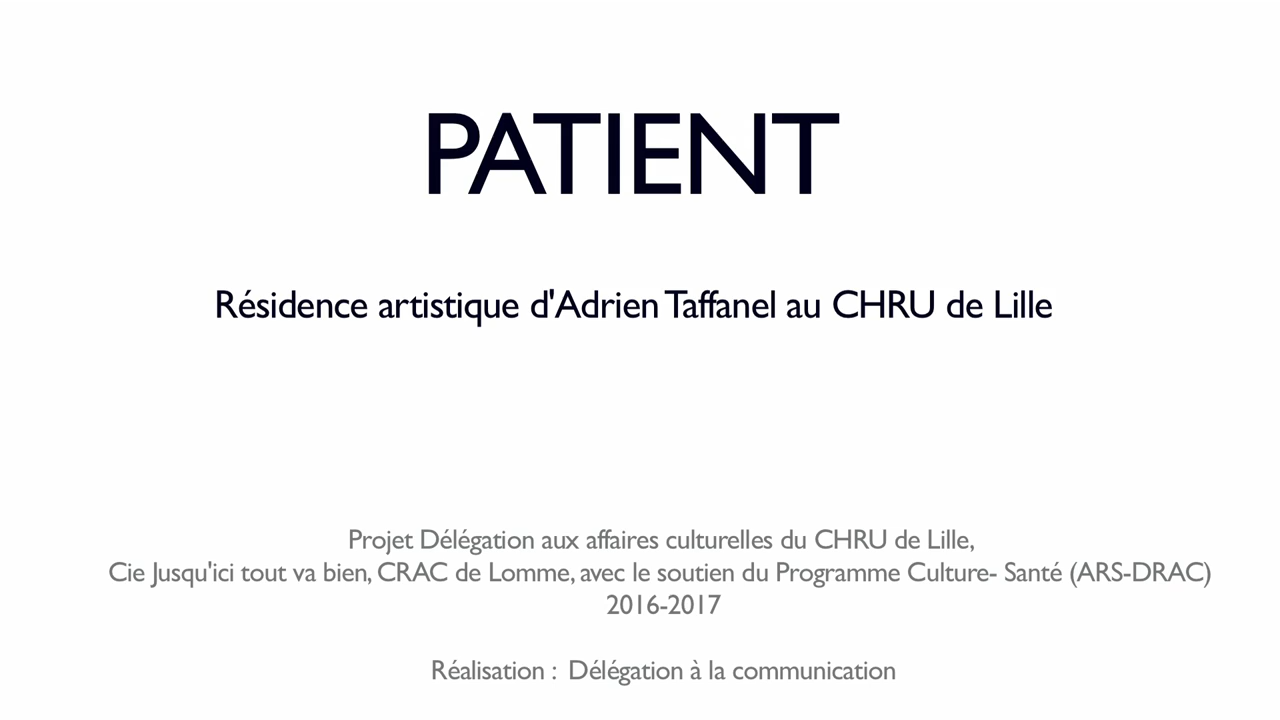 PATIENT
Résidence artistique d'Adrien Taffanel au CHRU de Lille
Projet Délégation aux affaires culturelles du CHRU de Lille,
Cie Jusqu'ici tout va bien, CRAC de Lomme, avec le soutien du Programme Culture- Santé (ARS-DRAC)
2016-2017
Réalisation : Délégation à la communication